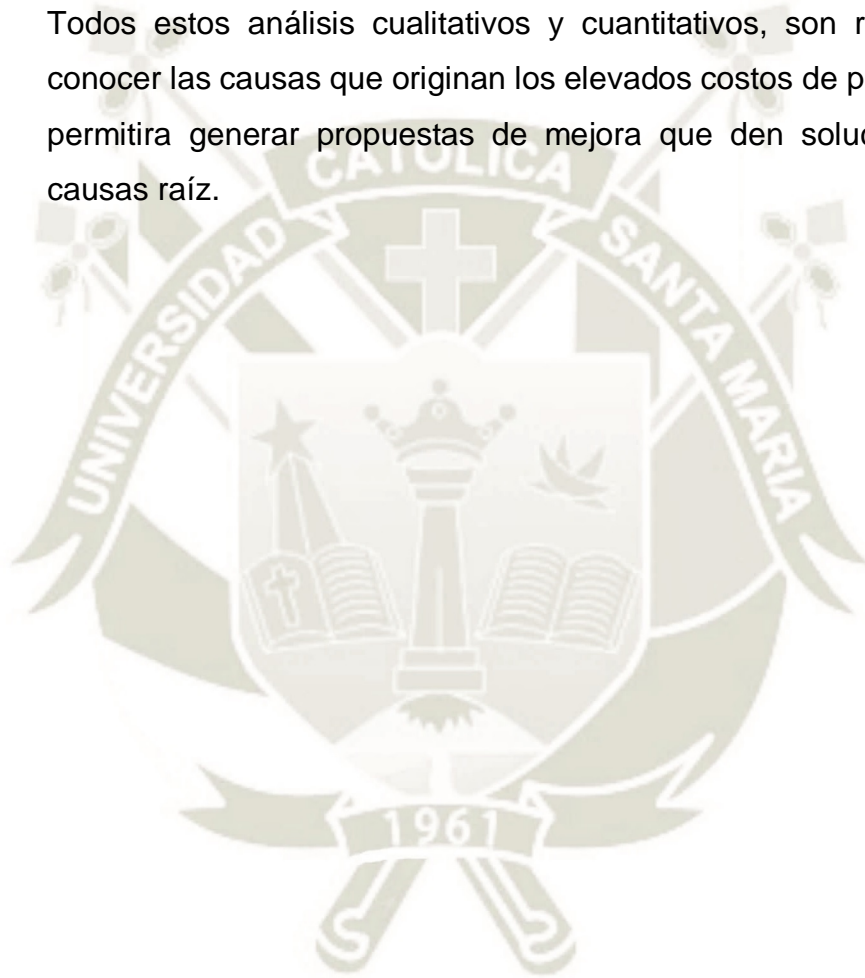 Todos estos análisis cualitativos y cuantitativos, son
conocer las causas que originan los elevados costos de
permitira generar propuestas de mejora que den
causas raíz.
UNIVERSIDAD CATOLICA SANTA MARIA
1961